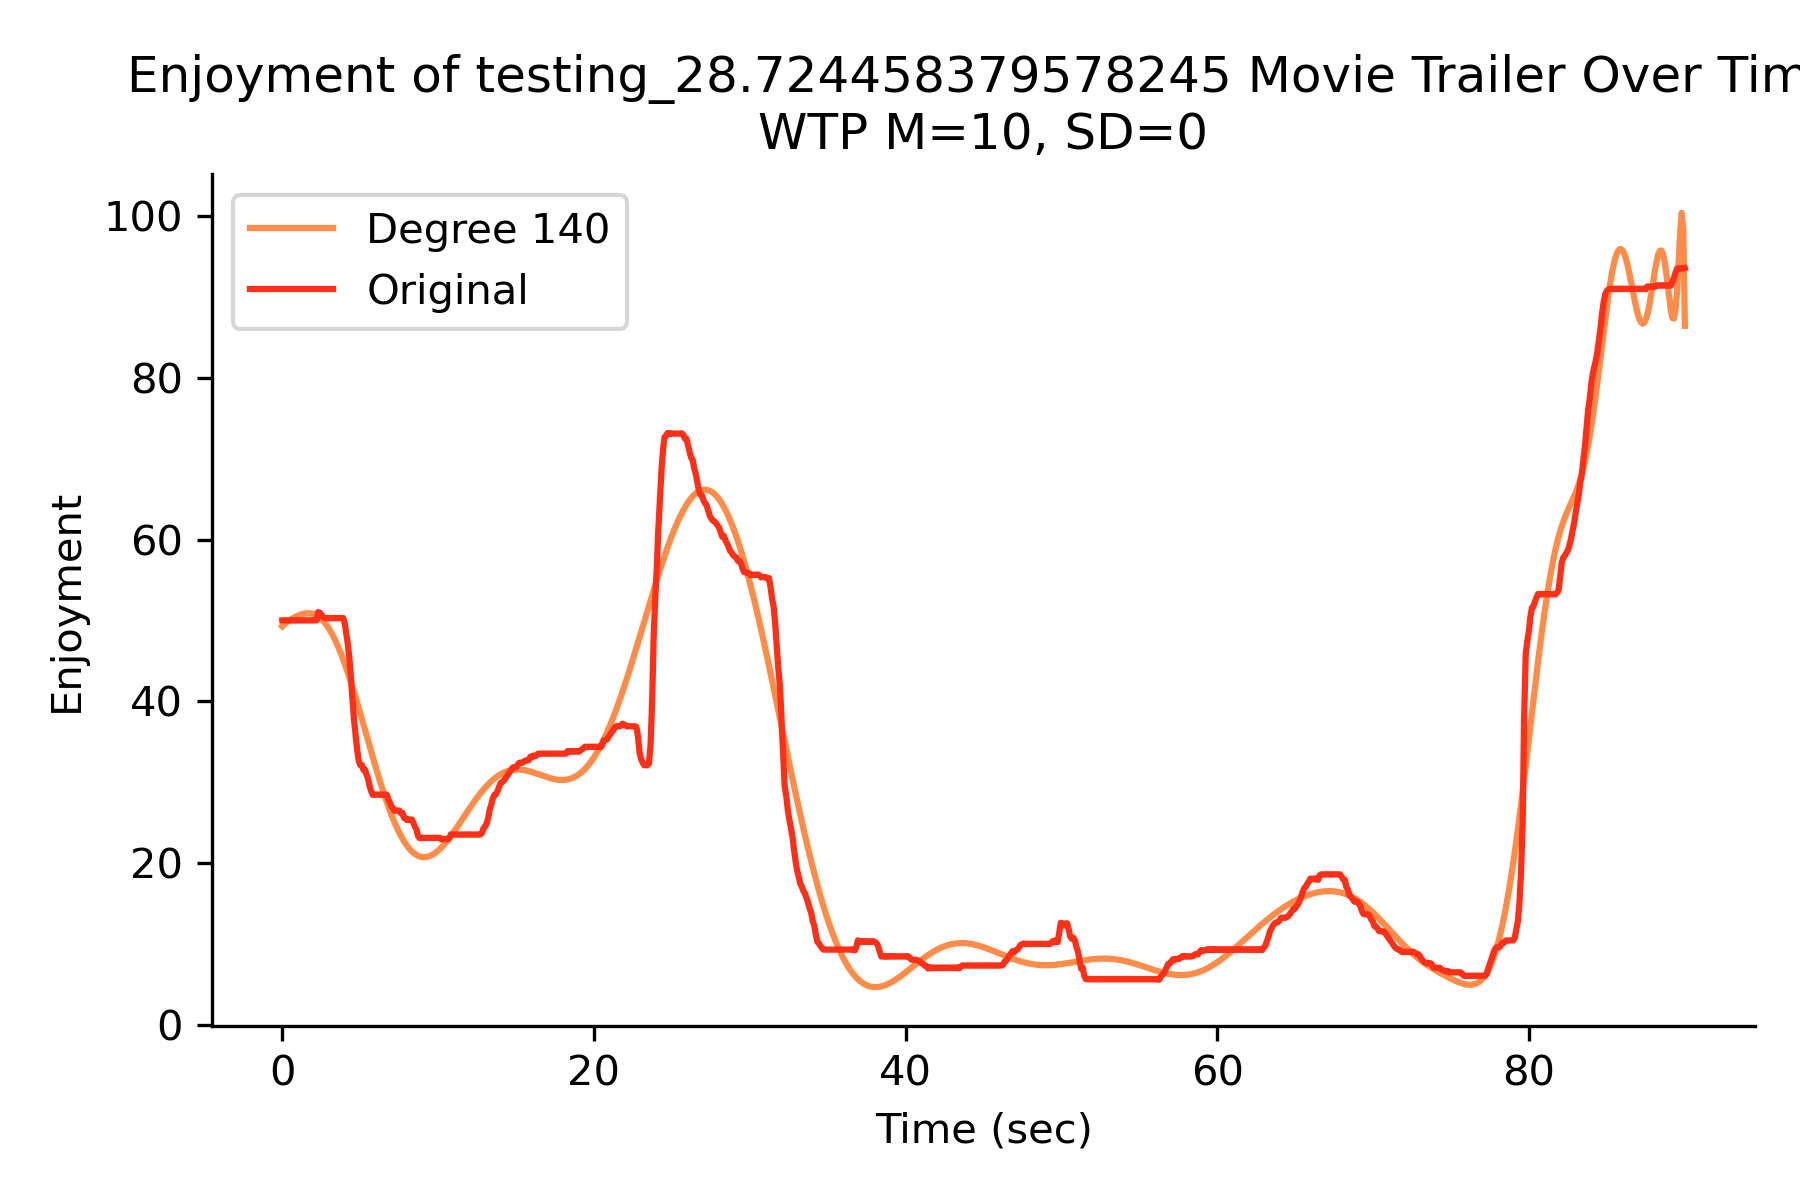 Enjoyment of testing_28.724458379578245 Movie Trailer Over Tim
WTP M=10, SD=0
Degree 140
Original
100
80
60
40
20
0
Enjoyment
0 20 40 60 80
Time (sec)